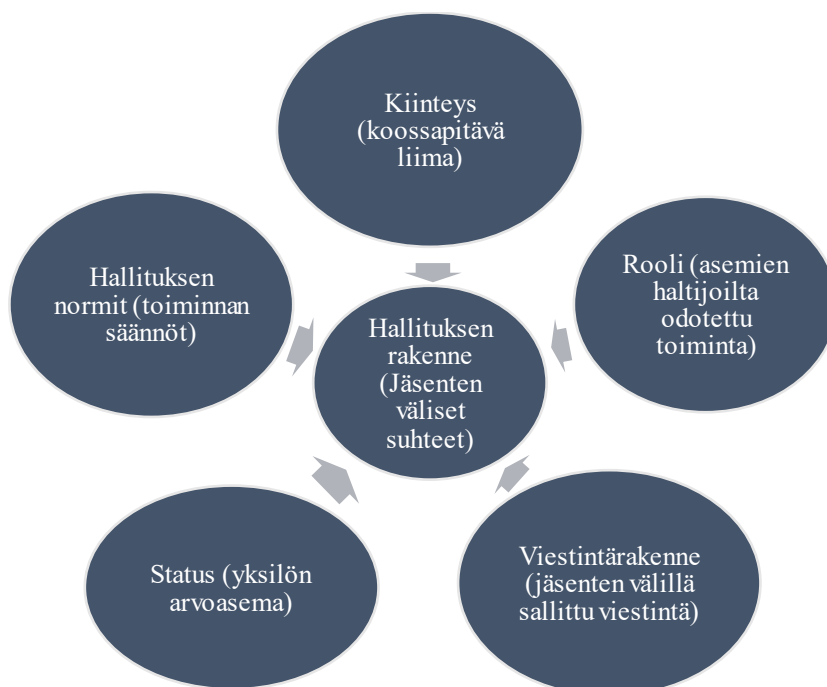 Kiinteys
(koossapitävä
liima)
Hallituksen
normit (toiminnan
säännöt)
Rooli (asemien
haltijoilta
odotettu
toiminta)
Hallituksen
rakenne
(Jäsenten
väliset
suhteet)
Status (yksilön
arvoasema)
Viestintärakenne
(jäsenten välillä
sallittu viestintä)